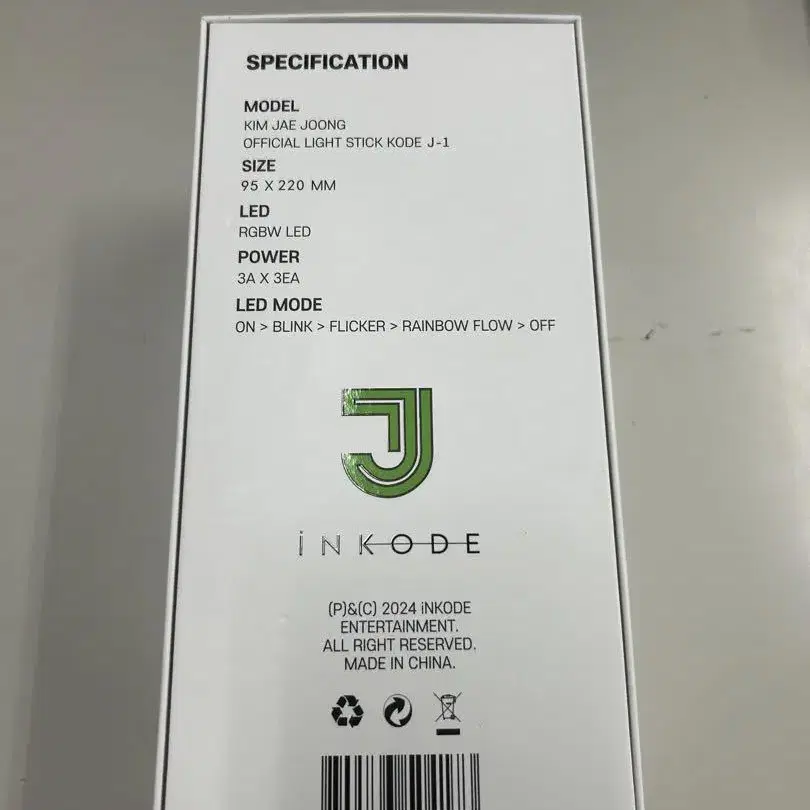 SPECIFICATION
MODEL
KIM JAE JOONG
OFFICIAL LIGHT STICK KODE J-1
SIZE
95 X 220 MM
LED
RGBW LED
POWER
3A X 3EA
LED MODE
ON > BLINK > FLICKER > RAINBOW FLOW > OFF
J
iNKODE
(P)&(C) 2024 iNKODE
ENTERTAINMENT.
ALL RIGHT RESERVED.
MADE IN CHINA.